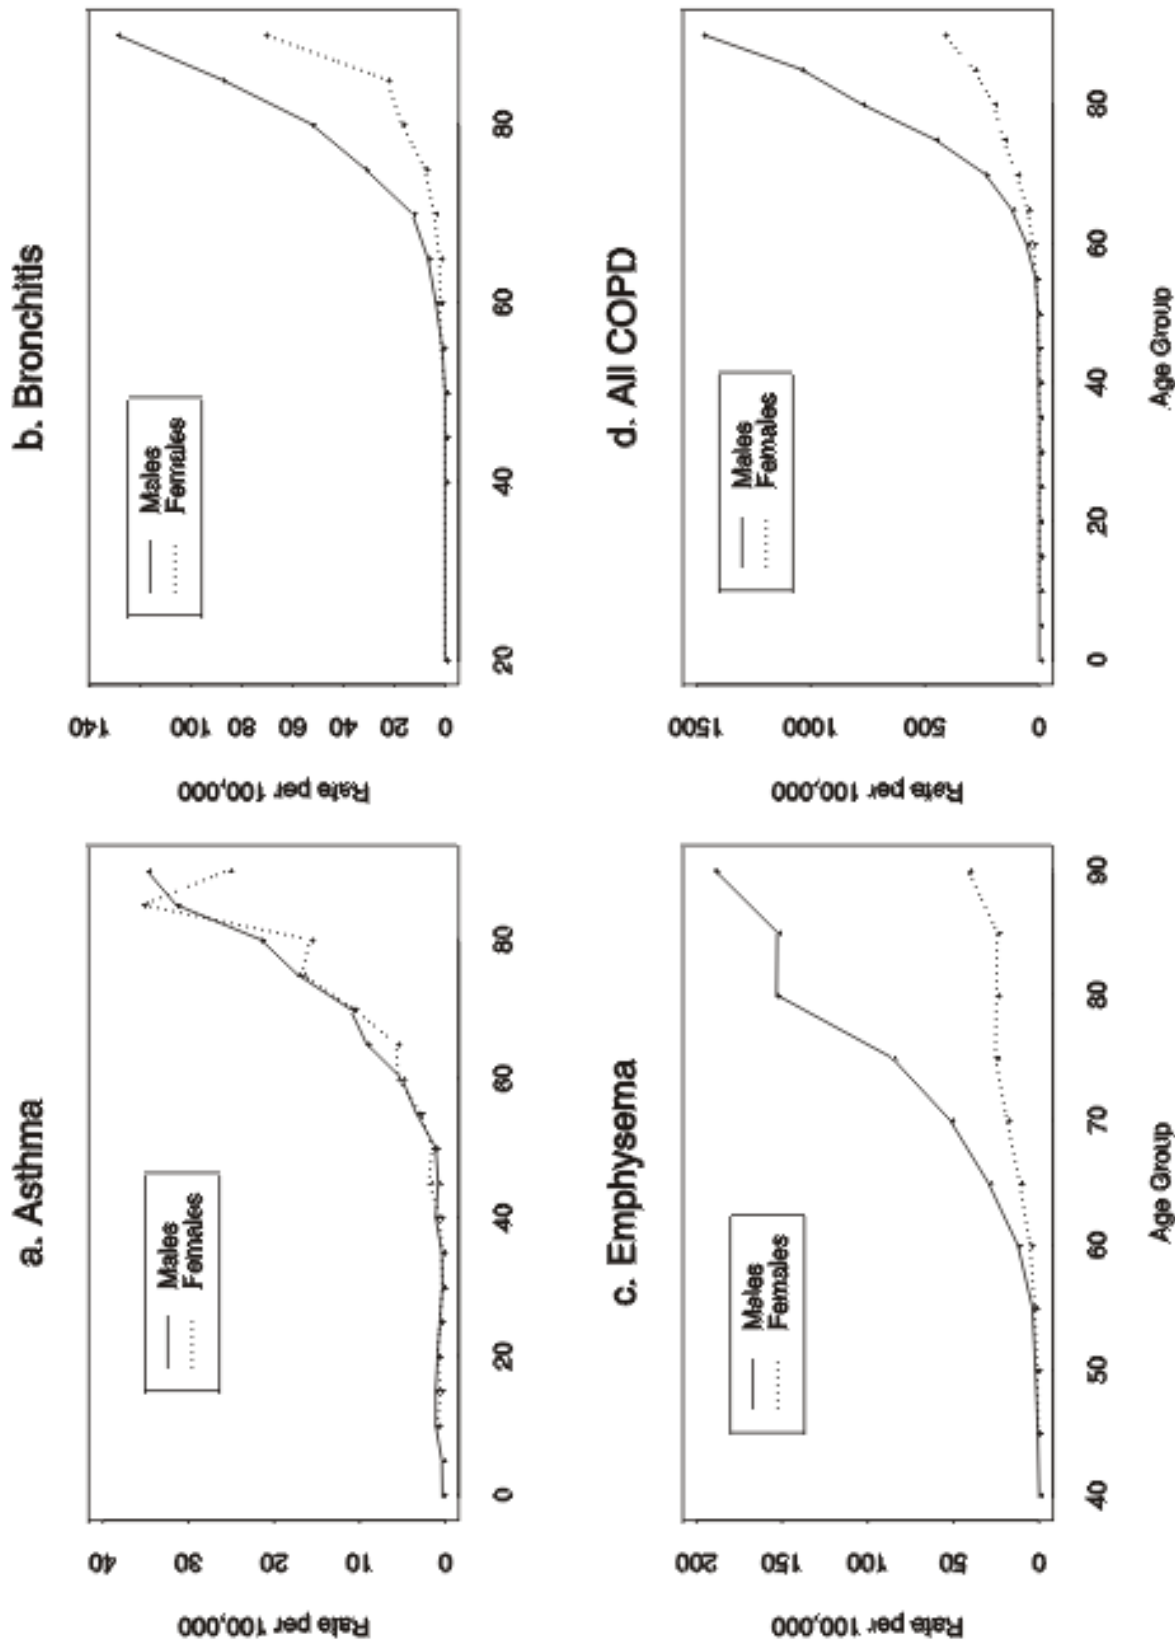 a. Asthma
Rate per 100,000
40
30
20
10
0
Males
Females
0
20
40
60
80
b. Bronchitis
Rate per 100,000
140
100
80
60
40
20
0
Males
Females
20
40
60
80
c. Emphysema
Rate per 100,000
200
150
100
50
0
Males
Females
40
50
60
70
80
90
Age Group
d. All COPD
Rate per 100,000
1500
1000
500
0
Males
Females
0
20
40
60
80
Age Group